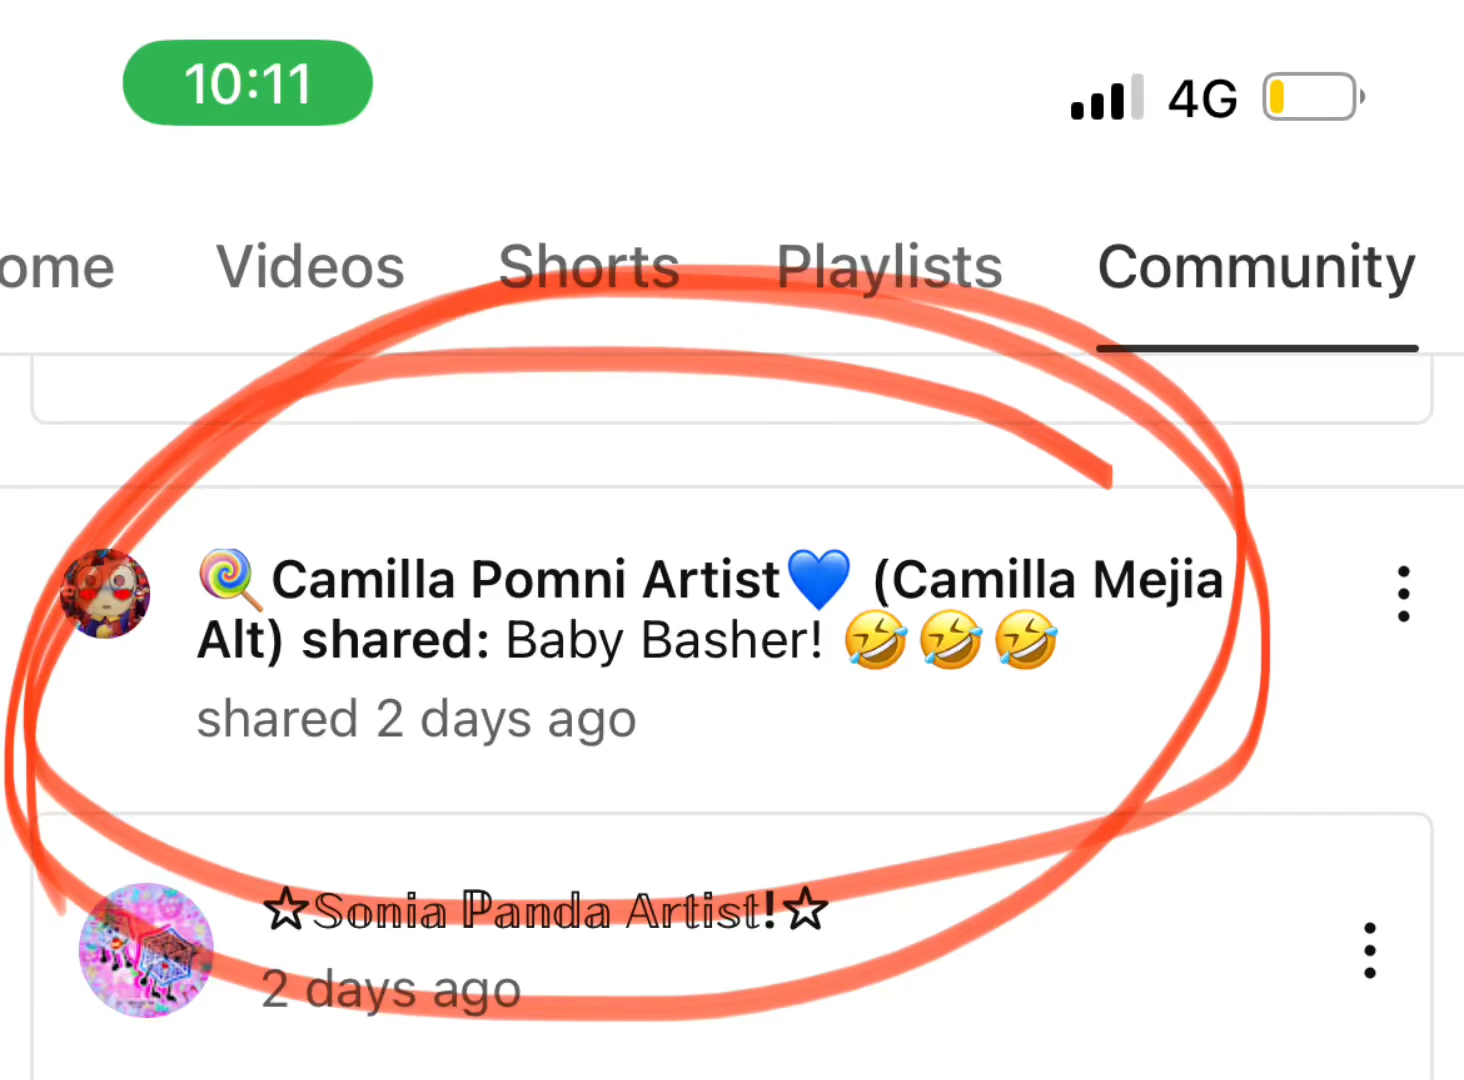 10:11 4G
ome Videos Shorts Playlists Community
🍭Camilla Pomni Artist💙 (Camilla Mejia
Alt) shared: Baby Basher! 🤣🤣🤣
shared 2 days ago
☆𝕊𝕠𝕟𝕚𝕒 ℙ𝕒𝕟𝕕𝕒 𝔸𝕣𝕥𝕚𝕤𝕥!☆
2 days ago